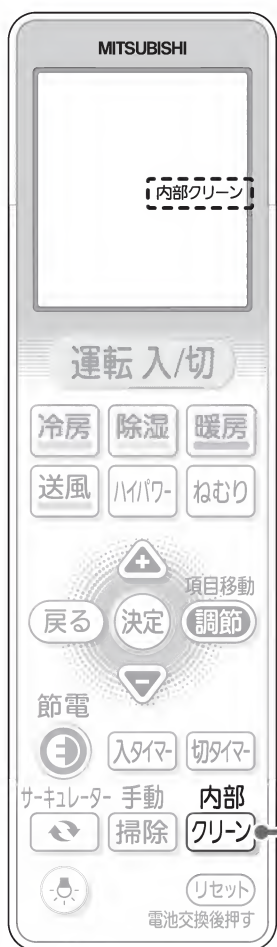 MITSUBISHI
内部クリーン
運転 入/切
冷房 除湿 暖房
送風 ハイパワー ねむり
項目移動
戻る 決定 調節
節電
入タイマー 切タイマー
サーキュレーター 手動 内部
掃除 クリーン
リセット
電池交換後押す